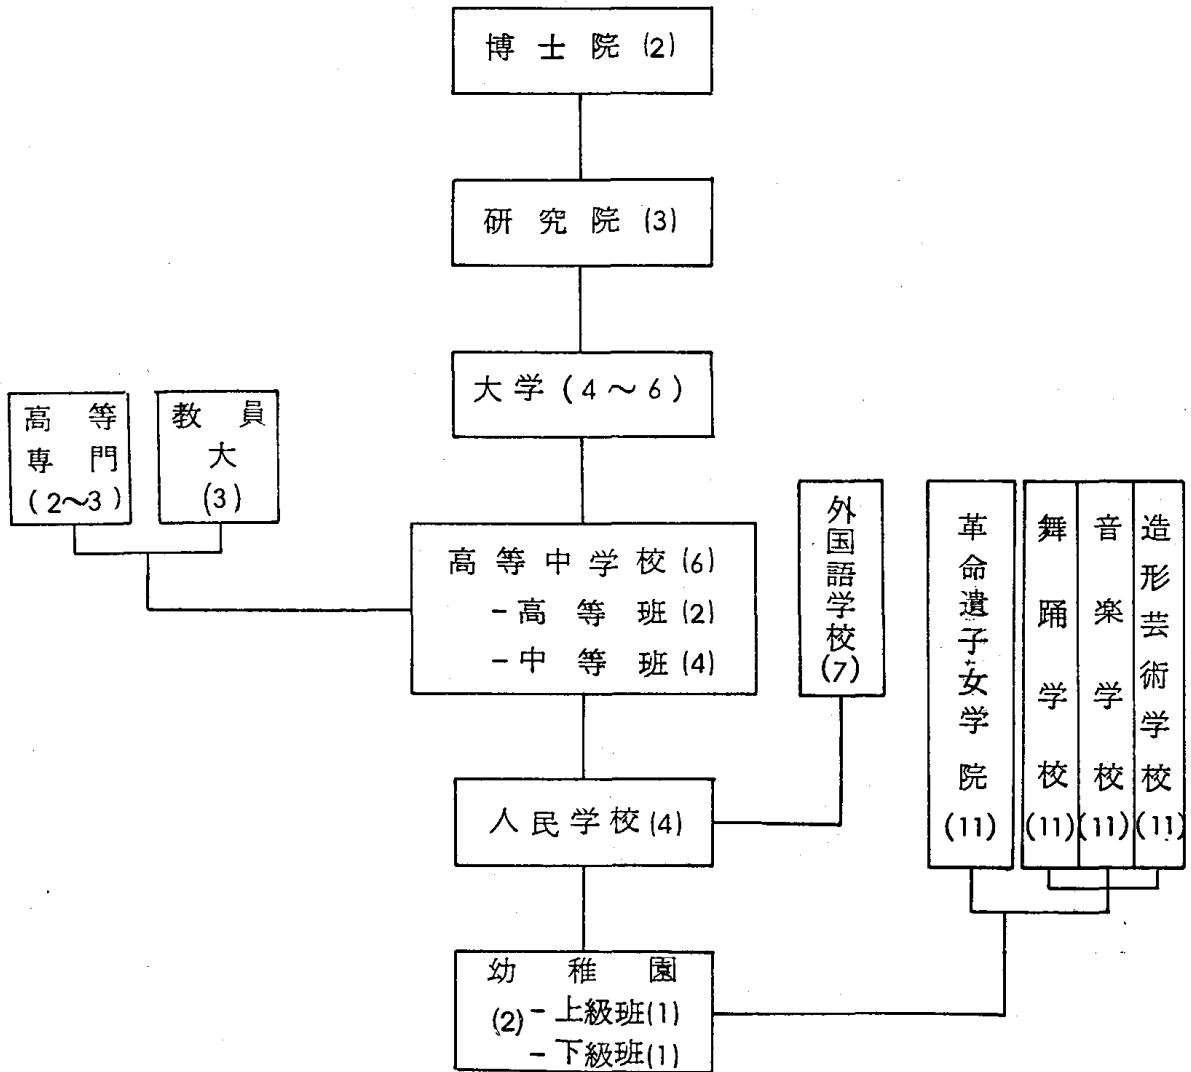 博士院 (2)
研究院 (3)
大学 (4～6)
高等
専門
(2～3)
教員
大
(3)
高等中学校 (6)
-高等班 (2)
-中等班 (4)
外国語学校
(7)
革命遺子女学院
(11)
舞踊学校
(11)
音楽学校
(11)
造形芸術学校
(11)
人民学校 (4)
幼稚園
(2) -上級班 (1)
-下級班 (1)